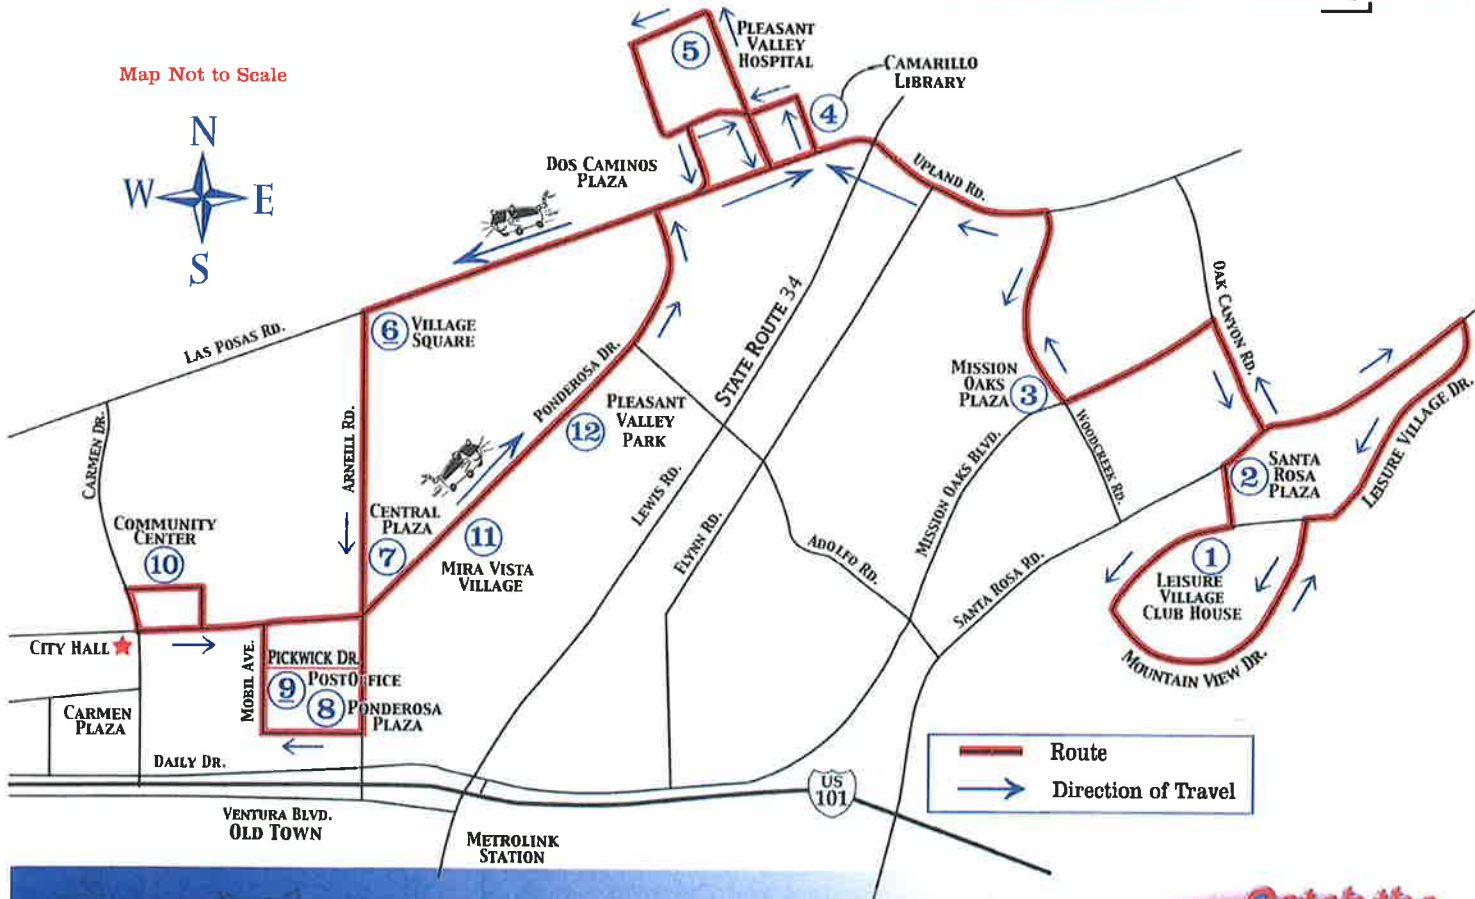 Map Not to Scale
N
W E
S
5
PLEASANT
VALLEY
HOSPITAL
CAMARILLO
LIBRARY
4
DOS CAMINOS
PLAZA
UPLAND RD.
LAS POSAS RD.
6
VILLAGE
SQUARE
STATE ROUTE 34
OAK CANYON RD.
MISSION
OAKS
PLAZA
3
PONDEROSA DR.
12
PLEASANT
VALLEY
PARK
CARMEN DR.
ARNEILL RD.
LEISURE VILLAGE DR.
WOODCREEK RD.
MISSION OAKS BLVD.
2
SANTA
ROSA
PLAZA
LEWIS RD.
FLYNN RD.
ADOLFO RD.
SANTA ROSA RD.
CENTRAL
PLAZA
7
11
MIRA VISTA
VILLAGE
COMMUNITY
CENTER
10
1
LEISURE
VILLAGE
CLUB HOUSE
MOUNTAIN VIEW DR.
CITY HALL
MOBIL AVE.
PICKWICK DR.
9
POST OFFICE
8
PONDEROSA
PLAZA
CARMEN
PLAZA
DAILY DR.
Route
Direction of Travel
US
101
VENTURA BLVD.
OLD TOWN
METROLINK
STATION